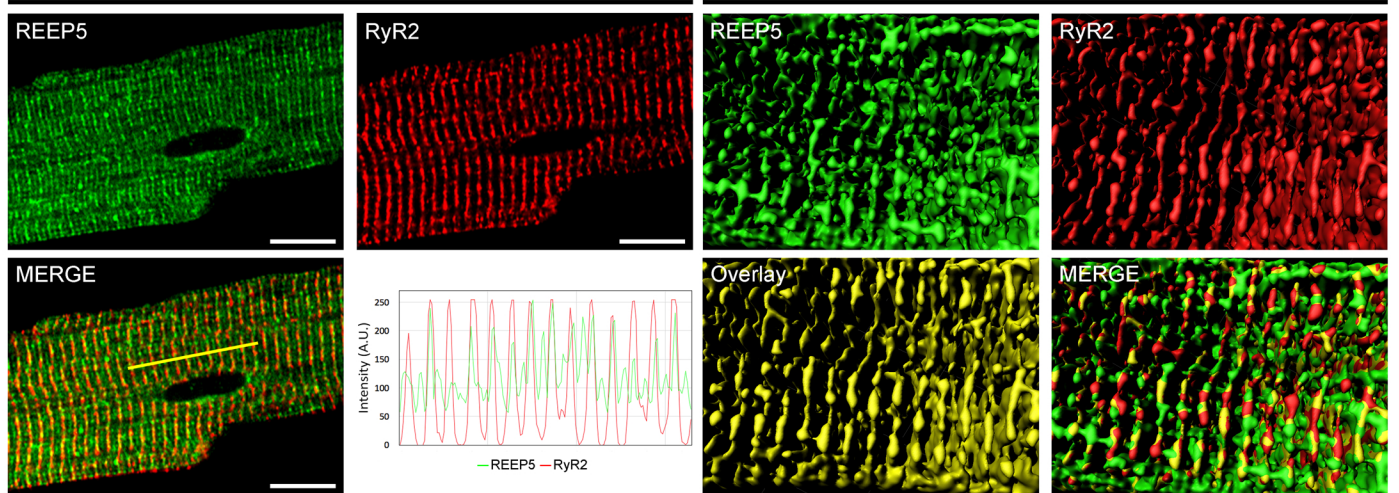 REEP5
RyR2
REEP5
RyR2
MERGE
Overlay
MERGE
Intensity (A.U.)
250
200
150
100
50
0
REEP5 RyR2